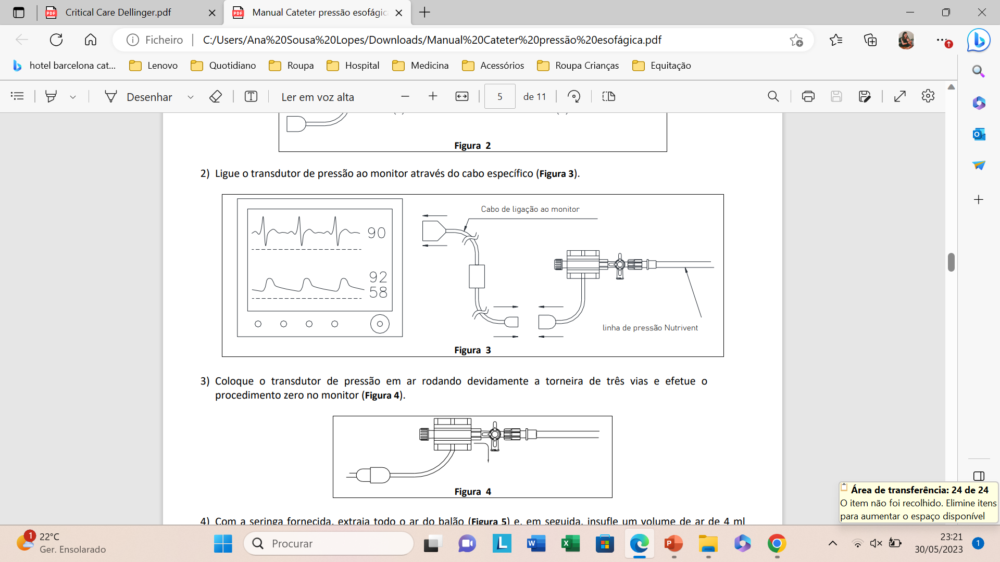 Critical Care Dellinger.pdf
Manual Cateter pressão esofágic
Ficheiro
C:/Users/Ana%20Sousa%20Lopes/Downloads/Manual%20Cateter%20pressão%20esofágica.pdf
hotel barcelona cat...
Lenovo
Quotidiano
Roupa
Hospital
Medicina
Acessórios
Roupa Crianças
Equitação
Desenhar
Ler em voz alta
5
de 11
Figura 2
2) Ligue o transdutor de pressão ao monitor através do cabo específico (Figura 3).
Cabo de ligação ao monitor
90
92
58
linha de pressão Nutrivent
Figura 3
3) Coloque o transdutor de pressão em ar rodando devidamente a torneira de três vias e efetue o
procedimento zero no monitor (Figura 4).
Figura 4
4) Com a seringa fornecida, extraia todo o ar do balão (Figura 5) e, em seguida, insufle um volume de ar de 4 ml
Área de transferência: 24 de 24
O item não foi recolhido. Elimine itens
para aumentar o espaço disponível
1
22°C
Ger. Ensolarado
Procurar
23:21
30/05/2023
1